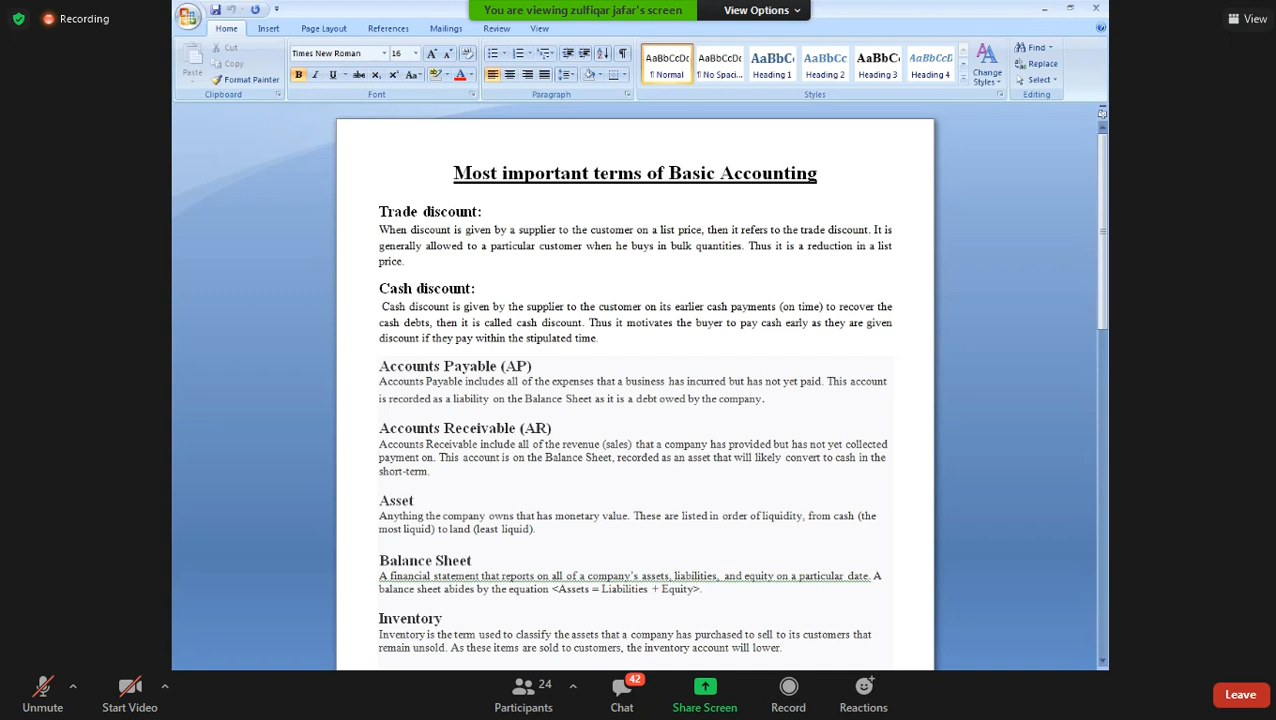 Recording
You are viewing zulfiqar jafar's screen
View Options
View
Home Insert Page Layout References Mailings Review View
Paste
Cut
Copy
Format Painter
Clipboard
Times New Roman 16
Font
Paragraph
AaBbCcDc AaBbCcDc AaBbC AaBbCc AaBbC AaBbCcD
¶ Normal ¶ No Spaci... Heading 1 Heading 2 Heading 3 Heading 4
Change
Styles
Styles
Find
Replace
Select
Editing
Most important terms of Basic Accounting
Trade discount:
When discount is given by a supplier to the customer on a list price, then it refers to the trade discount. It is
generally allowed to a particular customer when he buys in bulk quantities. Thus it is a reduction in a list
price.
Cash discount:
Cash discount is given by the supplier to the customer on its earlier cash payments (on time) to recover the
cash debts, then it is called cash discount. Thus it motivates the buyer to pay cash early as they are given
discount if they pay within the stipulated time.
Accounts Payable (AP)
Accounts Payable includes all of the expenses that a business has incurred but has not yet paid. This account
is recorded as a liability on the Balance Sheet as it is a debt owed by the company.
Accounts Receivable (AR)
Accounts Receivable include all of the revenue (sales) that a company has provided but has not yet collected
payment on. This account is on the Balance Sheet, recorded as an asset that will likely convert to cash in the
short-term.
Asset
Anything the company owns that has monetary value. These are listed in order of liquidity, from cash (the
most liquid) to land (least liquid).
Balance Sheet
A financial statement that reports on all of a company's assets, liabilities, and equity on a particular date. A
balance sheet abides by the equation <Assets = Liabilities + Equity>.
Inventory
Inventory is the term used to classify the assets that a company has purchased to sell to its customers that
remain unsold. As these items are sold to customers, the inventory account will lower.
24
42
Unmute Start Video Participants Chat Share Screen Record Reactions Leave